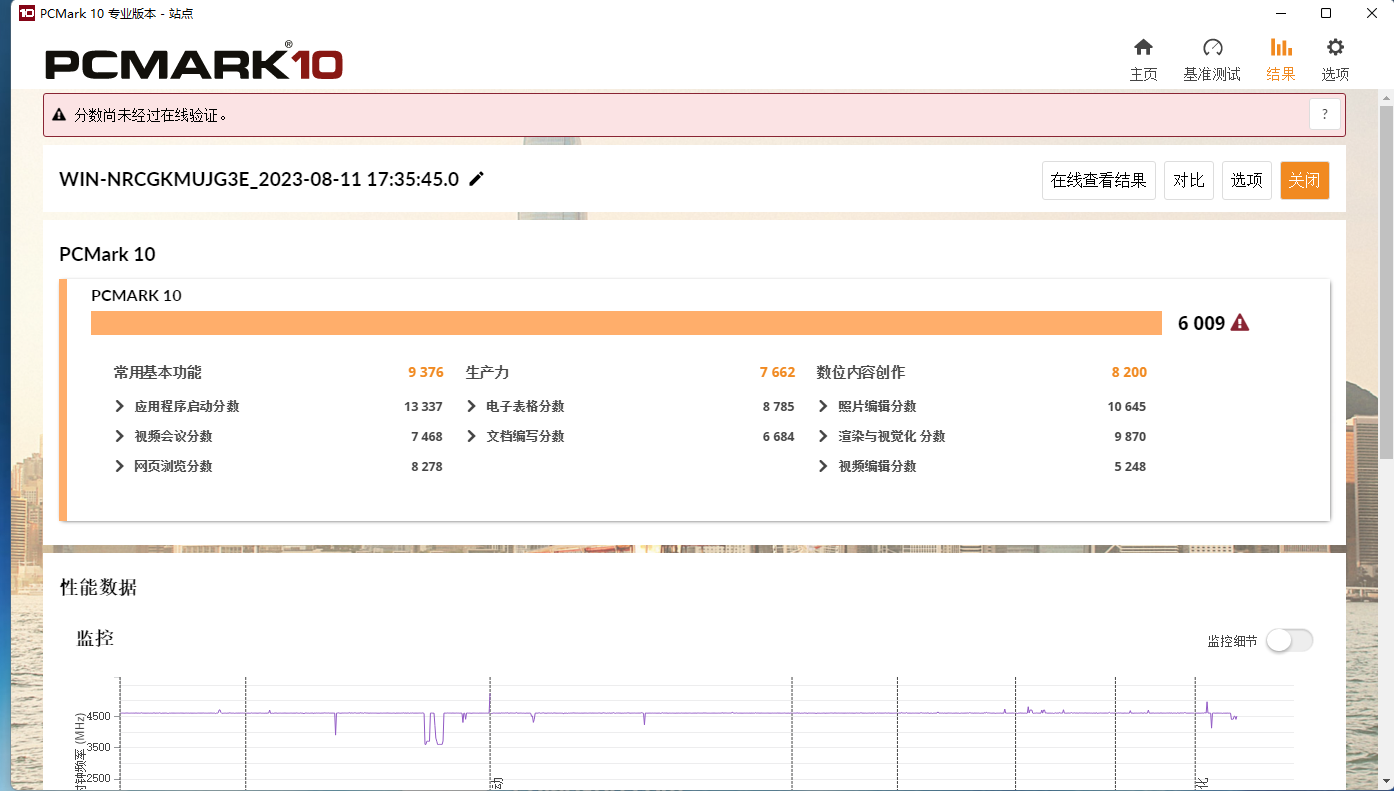 10 PCMark 10 专业版本 - 站点
PCMARK®10
主页 基准测试 结果 选项
分数尚未经过在线验证。 ?
WIN-NRCGKMUJG3E_2023-08-11 17:35:45.0
在线查看结果 对比 选项 关闭
PCMark 10
PCMARK 10
6 009
常用基本功能 9 376 生产力 7 662 数位内容创作 8 200
应用程序启动分数 13 337 电子表格分数 8 785 照片编辑分数 10 645
视频会议分数 7 468 文档编写分数 6 684 渲染与视觉化 分数 9 870
网页浏览分数 8 278 视频编辑分数 5 248
性能数据
监控
监控细节
4500
3500
2500
钟频率 (MHz)
动
化